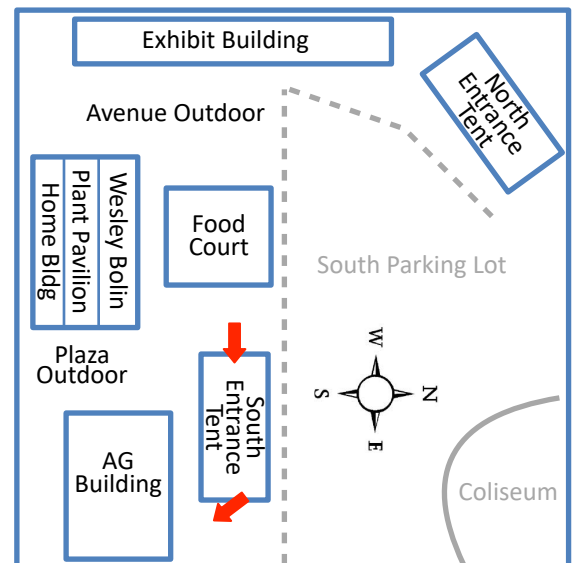 Exhibit Building
North
Entrance
Tent
Avenue Outdoor
Wesley Bolin
Plant Pavilion
Home Bldg
Food
Court
South Parking Lot
W
N
S
E
Plaza
Outdoor
South
Entrance
Tent
AG
Building
Coliseum